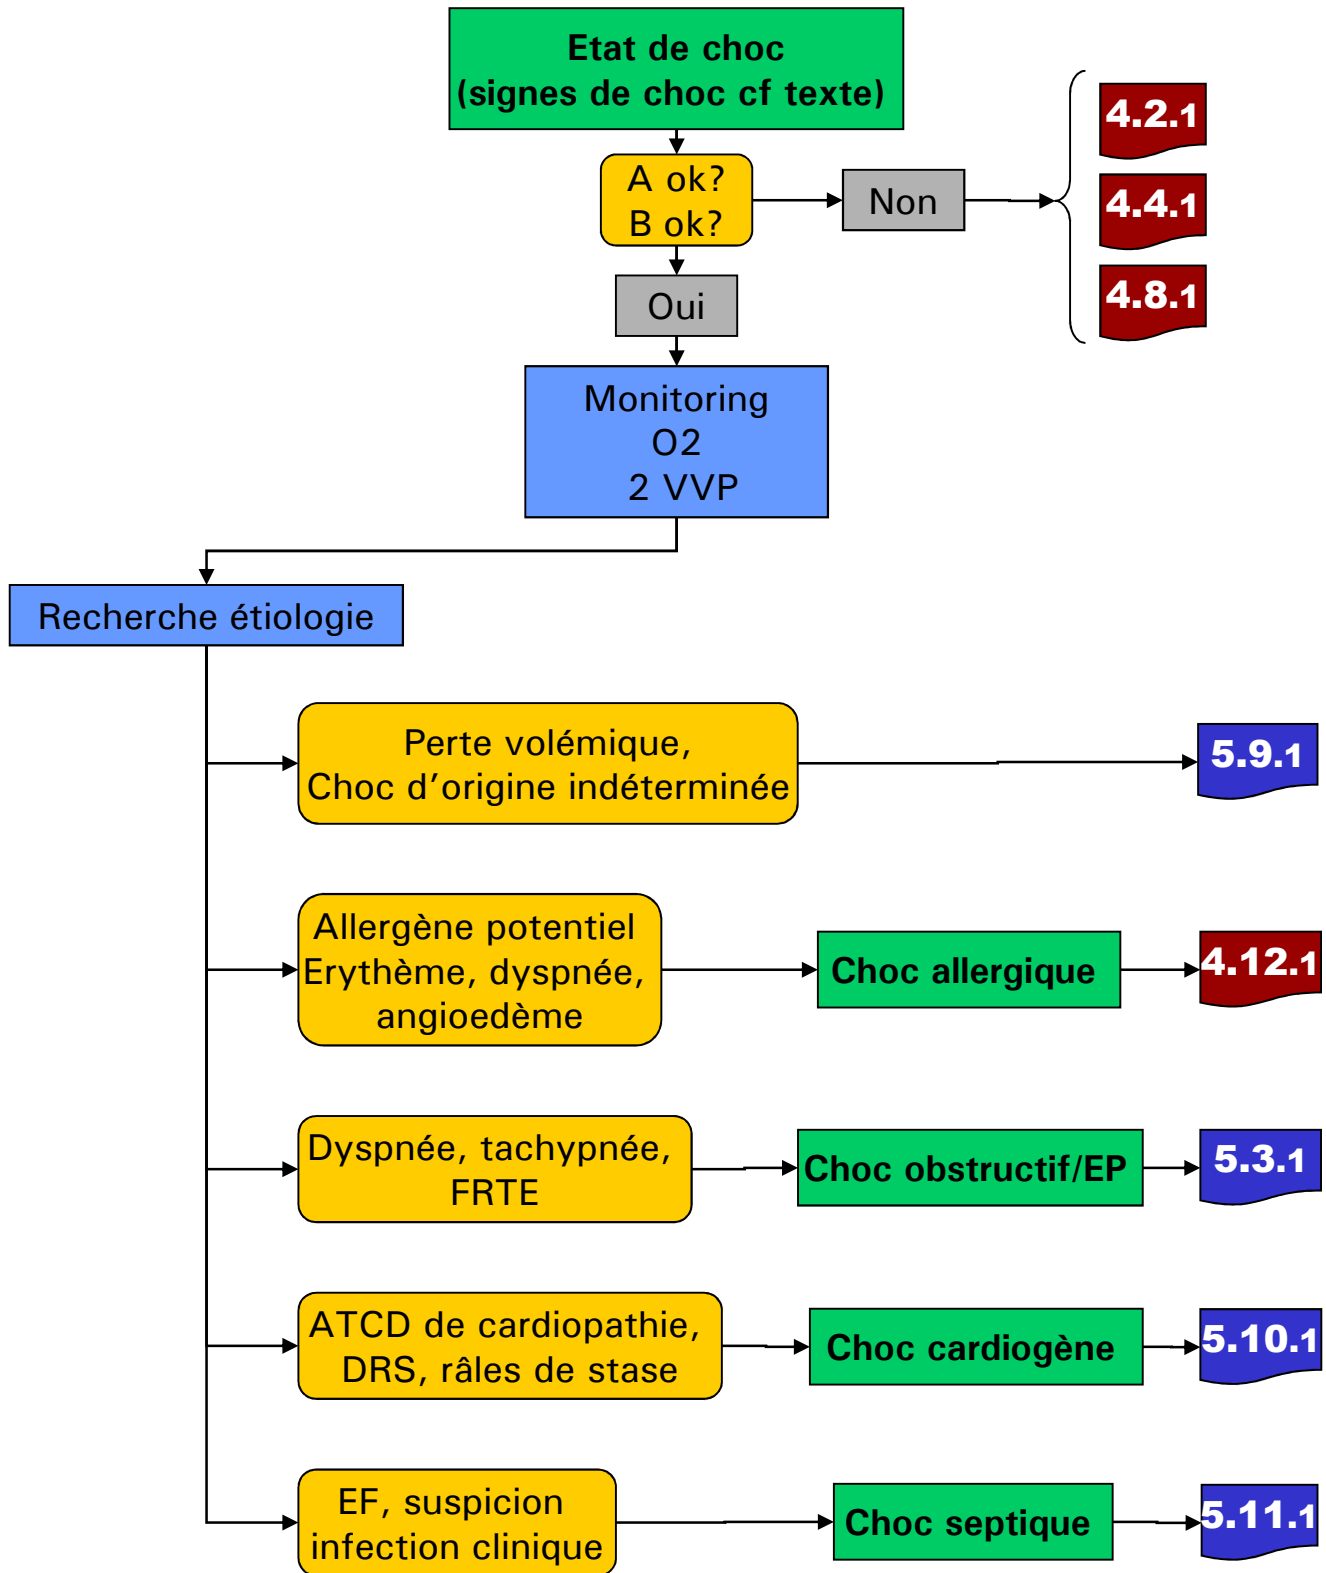 Etat de choc
(signes de choc cf texte)
A ok?
B ok?
Non
4.2.1
4.4.1
4.8.1
Oui
Monitoring
O2
2 VVP
Recherche étiologie
Perte volémique,
Choc d'origine indéterminée
5.9.1
Allergène potentiel
Erythème, dyspnée,
angioedème
Choc allergique
4.12.1
Dyspnée, tachypnée,
FRTE
Choc obstructif/EP
5.3.1
ATCD de cardiopathie,
DRS, râles de stase
Choc cardiogène
5.10.1
EF, suspicion
infection clinique
Choc septique
5.11.1